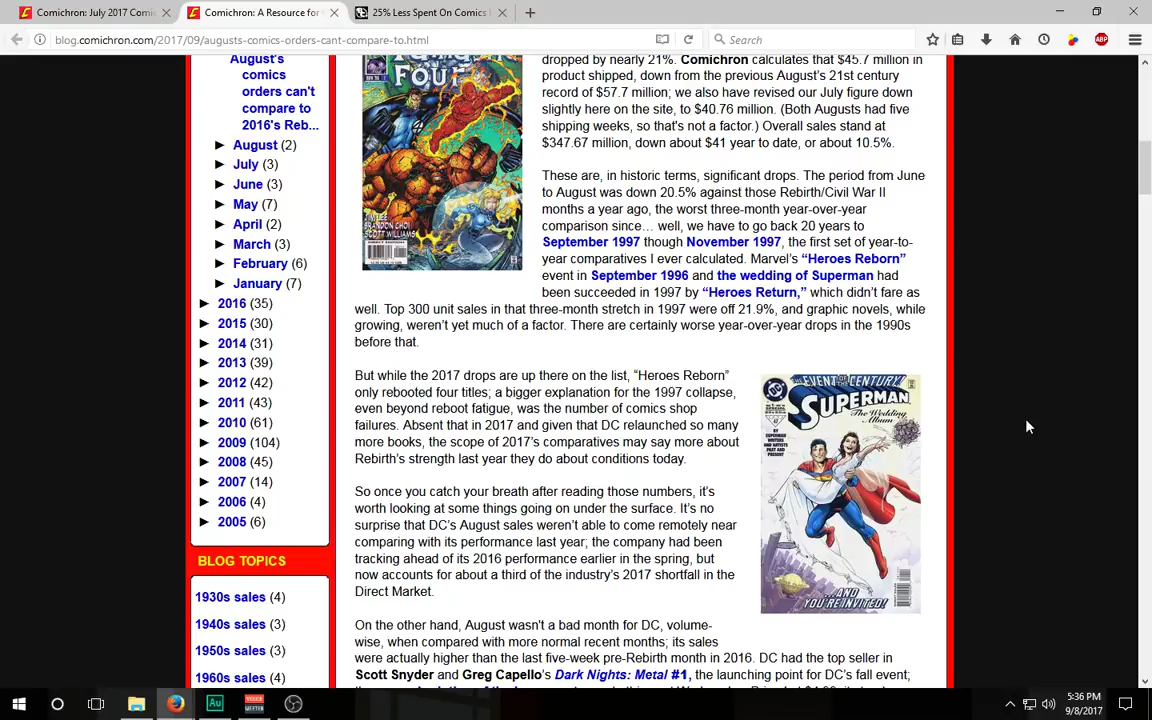 Comichron: July 2017 Comi
Comichron: A Resource for
25% Less Spent On Comics
blog.comichron.com/2017/09/augusts-comics-orders-cant-compare-to.html
Search
ABP
August's
comics
orders can't
compare to
2016's Reb...
► August (2)
► July (3)
► June (3)
► May (7)
► April (2)
► March (3)
► February (6)
► January (7)
► 2016 (35)
► 2015 (30)
► 2014 (31)
► 2013 (39)
► 2012 (42)
► 2011 (43)
► 2010 (61)
► 2009 (104)
► 2008 (45)
► 2007 (14)
► 2006 (4)
► 2005 (6)
BLOG TOPICS
1930s sales (4)
1940s sales (3)
1950s sales (3)
1960s sales (4)
FOUR
JIM LEE
BRANDON CHOI
SCOTT WILLIAMS
dropped by nearly 21%. Comichron calculates that $45.7 million in
product shipped, down from the previous August's 21st century
record of $57.7 million; we also have revised our July figure down
slightly here on the site, to $40.76 million. (Both Augusts had five
shipping weeks, so that's not a factor.) Overall sales stand at
$347.67 million, down about $41 year to date, or about 10.5%.
These are, in historic terms, significant drops. The period from June
to August was down 20.5% against those Rebirth/Civil War II
months a year ago, the worst three-month year-over-year
comparison since… well, we have to go back 20 years to
September 1997 though November 1997, the first set of year-to-
year comparatives I ever calculated. Marvel's “Heroes Reborn”
event in September 1996 and the wedding of Superman had
been succeeded in 1997 by “Heroes Return,” which didn't fare as
well. Top 300 unit sales in that three-month stretch in 1997 were off 21.9%, and graphic novels, while
growing, weren't yet much of a factor. There are certainly worse year-over-year drops in the 1990s
before that.
But while the 2017 drops are up there on the list, “Heroes Reborn”
only rebooted four titles; a bigger explanation for the 1997 collapse,
even beyond reboot fatigue, was the number of comics shop
failures. Absent that in 2017 and given that DC relaunched so many
more books, the scope of 2017's comparatives may say more about
Rebirth's strength last year they do about conditions today.
So once you catch your breath after reading those numbers, it's
worth looking at some things going on under the surface. It's no
surprise that DC's August sales weren't able to come remotely near
comparing with its performance last year; the company had been
tracking ahead of its 2016 performance earlier in the spring, but
now accounts for about a third of the industry's 2017 shortfall in the
Direct Market.
On the other hand, August wasn't a bad month for DC, volume-
wise, when compared with more normal recent months; its sales
were actually higher than the last five-week pre-Rebirth month in 2016. DC had the top seller in
Scott Snyder and Greg Capello's Dark Nights: Metal #1, the launching point for DC's fall event;
DC
THE EVENT OF THE CENTURY!
SUPERMAN
The Wedding
Album
...AND
YOU'RE INVITED!
Au
5:36 PM
9/8/2017